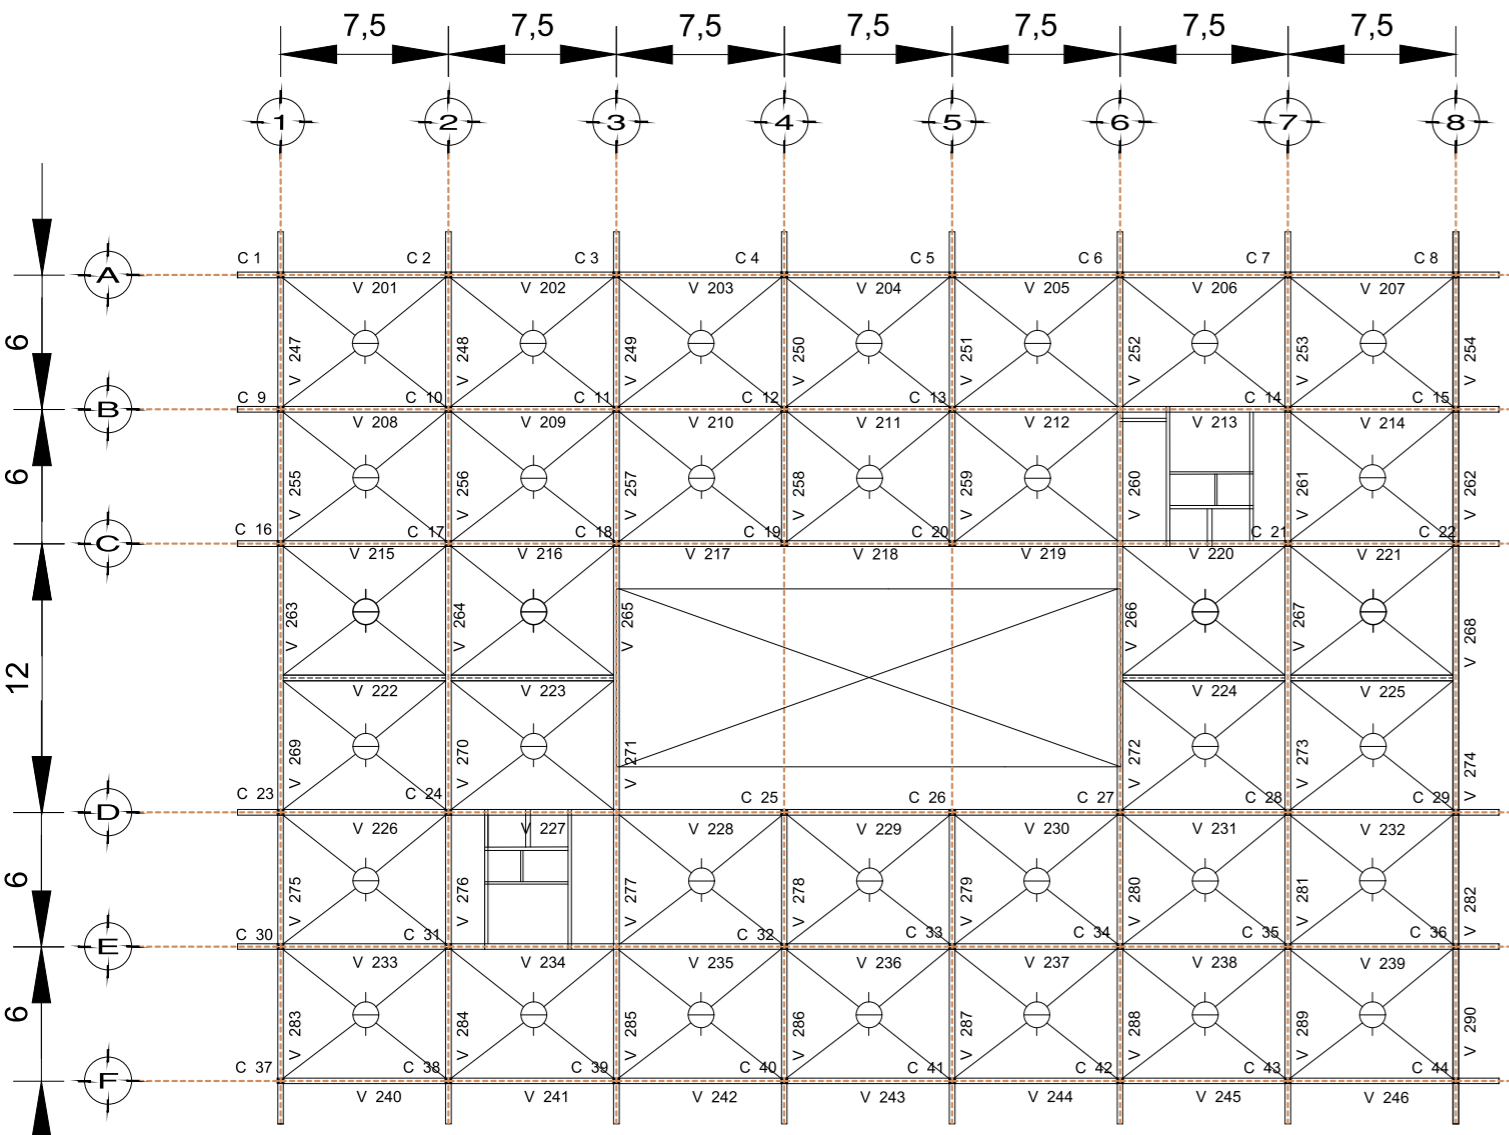 7,5 7,5 7,5 7,5 7,5 7,5 7,5
1 2 3 4 5 6 7 8
C 1 C 2 C 3 C 4 C 5 C 6 C 7 C 8
A
V 201 V 202 V 203 V 204 V 205 V 206 V 207
6
V 247 V 248 V 249 V 250 V 251 V 252 V 253 V 254
C 9 C 10 C 11 C 12 C 13 C 14 C 15
B
V 208 V 209 V 210 V 211 V 212 V 213 V 214
6
V 255 V 256 V 257 V 258 V 259 V 260 V 261 V 262
C 16 C 17 C 18 C 19 C 20 C 21 C 22
C
V 215 V 216 V 217 V 218 V 219 V 220 V 221
V 263 V 264 V 265 V 266 V 267 V 268
12
V 222 V 223 V 224 V 225
V 269 V 270 V 271 V 272 V 273 V 274
C 23 C 24 C 25 C 26 C 27 C 28 C 29
D
V 226 V 227 V 228 V 229 V 230 V 231 V 232
6
V 275 V 276 V 277 V 278 V 279 V 280 V 281 V 282
C 30 C 31 C 32 C 33 C 34 C 35 C 36
E
V 233 V 234 V 235 V 236 V 237 V 238 V 239
6
V 283 V 284 V 285 V 286 V 287 V 288 V 289 V 290
C 37 C 38 C 39 C 40 C 41 C 42 C 43 C 44
F
V 240 V 241 V 242 V 243 V 244 V 245 V 246